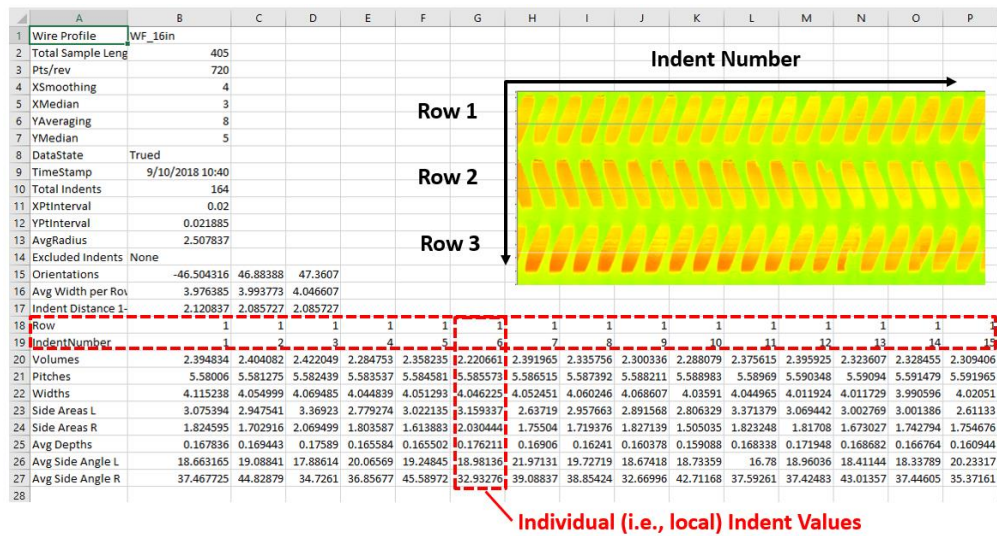 A B C D E F G H I J K L M N O P
1 Wire Profile WF_16in
2 Total Sample Leng 405
3 Pts/rev 720
4 XSmoothing 4
5 XMedian 3
6 YAveraging 8
7 YMedian 5
8 DataState Trued
9 TimeStamp 9/10/2018 10:40
10 Total Indents 164
11 XPtInterval 0.02
12 YPtInterval 0.021885
13 AvgRadius 2.507837
14 Excluded Indents None
15 Orientations -46.504316 46.88388 47.3607
16 Avg Width per Rov 3.976385 3.993773 4.046607
17 Indent Distance 1- 2.120837 2.085727 2.085727
18 Row 1 1 1 1 1 1 1 1 1 1 1 1 1 1 1
19 IndentNumber 1 2 3 4 5 6 7 8 9 10 11 12 13 14 15
20 Volumes 2.394834 2.404082 2.422049 2.284753 2.358235 2.220661 2.391965 2.335756 2.300336 2.288079 2.375615 2.395925 2.323607 2.328455 2.309406
21 Pitches 5.58006 5.581275 5.582439 5.583537 5.584581 5.585573 5.586515 5.587392 5.588211 5.588983 5.58969 5.590348 5.59094 5.591479 5.591965
22 Widths 4.115238 4.054999 4.069485 4.044839 4.051293 4.046225 4.052451 4.060246 4.068607 4.03591 4.044965 4.011924 4.011729 3.990596 4.02051
23 Side Areas L 3.075394 2.947541 3.36923 2.779274 3.022135 3.159337 2.63719 2.957663 2.891568 2.806329 3.371379 3.069442 3.002769 3.001386 2.61133
24 Side Areas R 1.824595 1.702916 2.069499 1.803587 1.613883 2.030444 1.75504 1.719376 1.827139 1.505035 1.823248 1.81708 1.673027 1.742794 1.754676
25 Avg Depths 0.167836 0.169443 0.17589 0.165584 0.165502 0.176211 0.16906 0.16241 0.160378 0.159088 0.168338 0.171948 0.168682 0.166764 0.160944
26 Avg Side Angle L 18.663165 19.08841 17.88614 20.06569 19.24845 18.98136 21.97131 19.72719 18.67418 18.73359 16.78 18.96036 18.41144 18.33789 20.23317
27 Avg Side Angle R 37.467725 44.82879 34.7261 36.85677 45.58972 32.93276 39.08837 38.85424 32.66996 42.71168 37.59261 37.42483 43.01357 37.44605 35.37161
28
Indent Number
Row 1
Row 2
Row 3
Individual (i.e., local) Indent Values